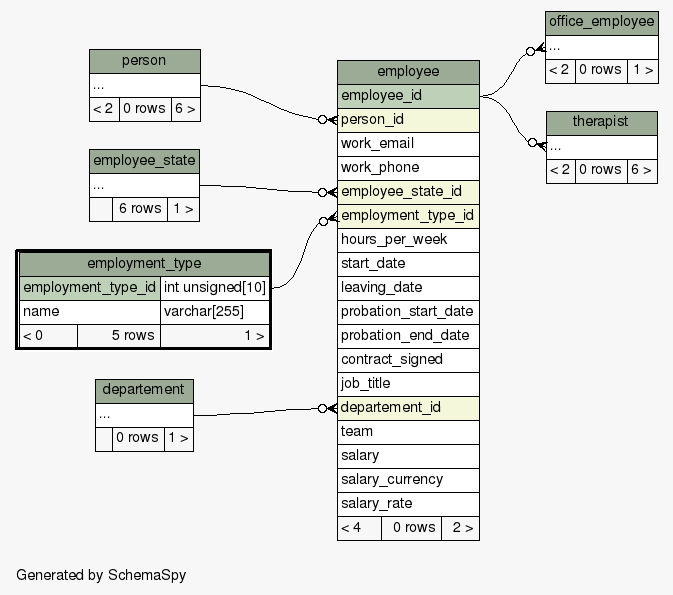 person
...
< 2 0 rows 6 >
employee_state
...
6 rows 1 >
employment_type
employment_type_id int unsigned[10]
name varchar[255]
< 0 5 rows 1 >
departement
...
0 rows 1 >
employee
employee_id
person_id
work_email
work_phone
employee_state_id
employment_type_id
hours_per_week
start_date
leaving_date
probation_start_date
probation_end_date
contract_signed
job_title
departement_id
team
salary
salary_currency
salary_rate
< 4 0 rows 2 >
office_employee
...
< 2 0 rows 1 >
therapist
...
< 2 0 rows 6 >
Generated by SchemaSpy